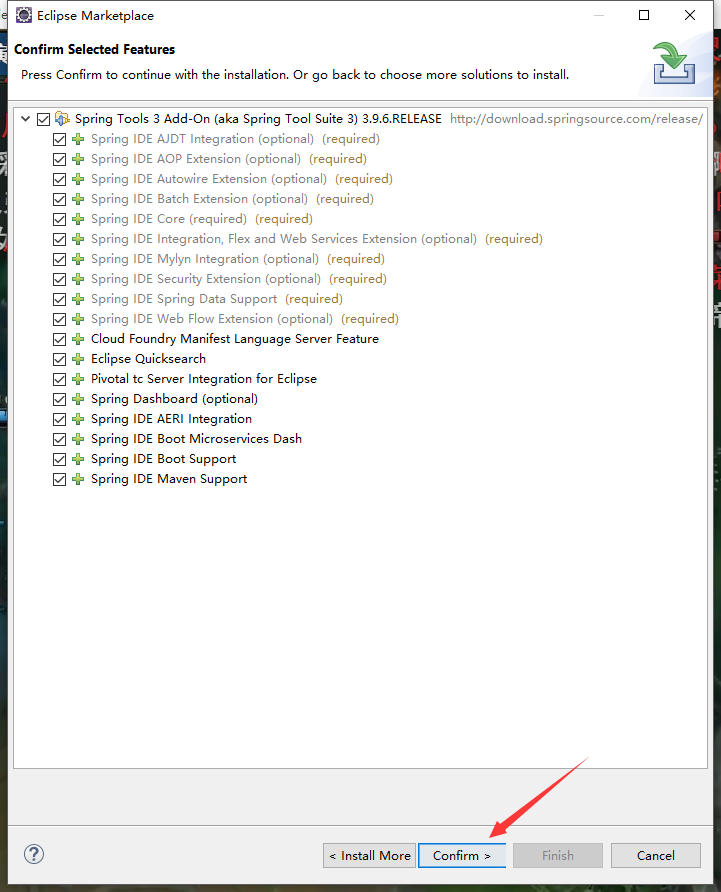 Eclipse Marketplace
Confirm Selected Features
Press Confirm to continue with the installation. Or go back to choose more solutions to install.
Spring Tools 3 Add-On (aka Spring Tool Suite 3) 3.9.6.RELEASE http://download.springsource.com/release/
Spring IDE AJDT Integration (optional) (required)
Spring IDE AOP Extension (optional) (required)
Spring IDE Autowire Extension (optional) (required)
Spring IDE Batch Extension (optional) (required)
Spring IDE Core (required) (required)
Spring IDE Integration, Flex and Web Services Extension (optional) (required)
Spring IDE Mylyn Integration (optional) (required)
Spring IDE Security Extension (optional) (required)
Spring IDE Spring Data Support (required)
Spring IDE Web Flow Extension (optional) (required)
Cloud Foundry Manifest Language Server Feature
Eclipse Quicksearch
Pivotal tc Server Integration for Eclipse
Spring Dashboard (optional)
Spring IDE AERI Integration
Spring IDE Boot Microservices Dash
Spring IDE Boot Support
Spring IDE Maven Support
? < Install More Confirm > Finish Cancel